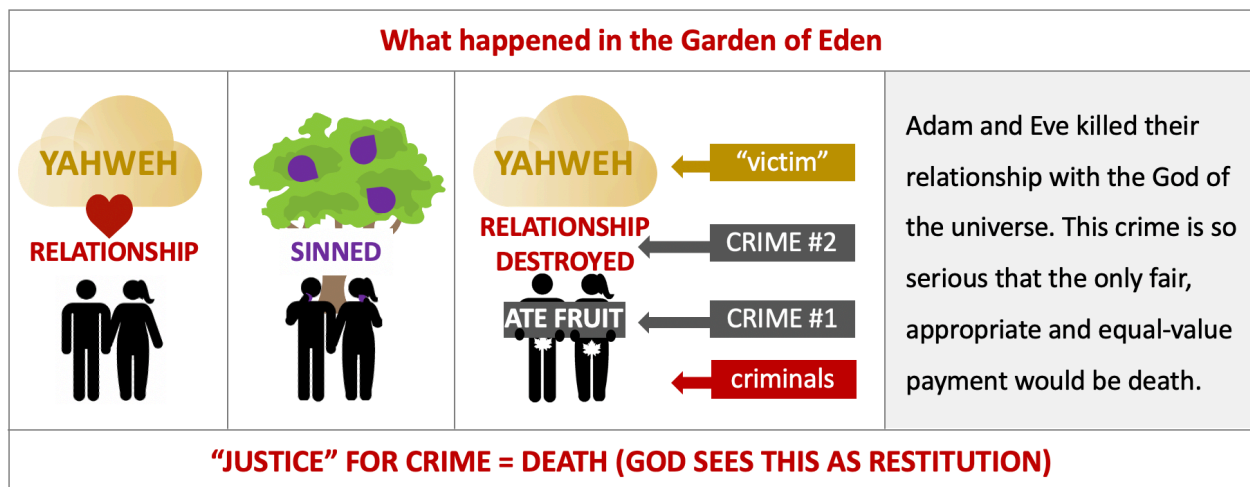 What happened in the Garden of Eden
YAHWEH
RELATIONSHIP
SINNED
YAHWEH
RELATIONSHIP
DESTROYED
ATE FRUIT
“victim”
CRIME #2
CRIME #1
criminals
Adam and Eve killed their
relationship with the God of
the universe. This crime is so
serious that the only fair,
appropriate and equal-value
payment would be death.
“JUSTICE” FOR CRIME = DEATH (GOD SEES THIS AS RESTITUTION)